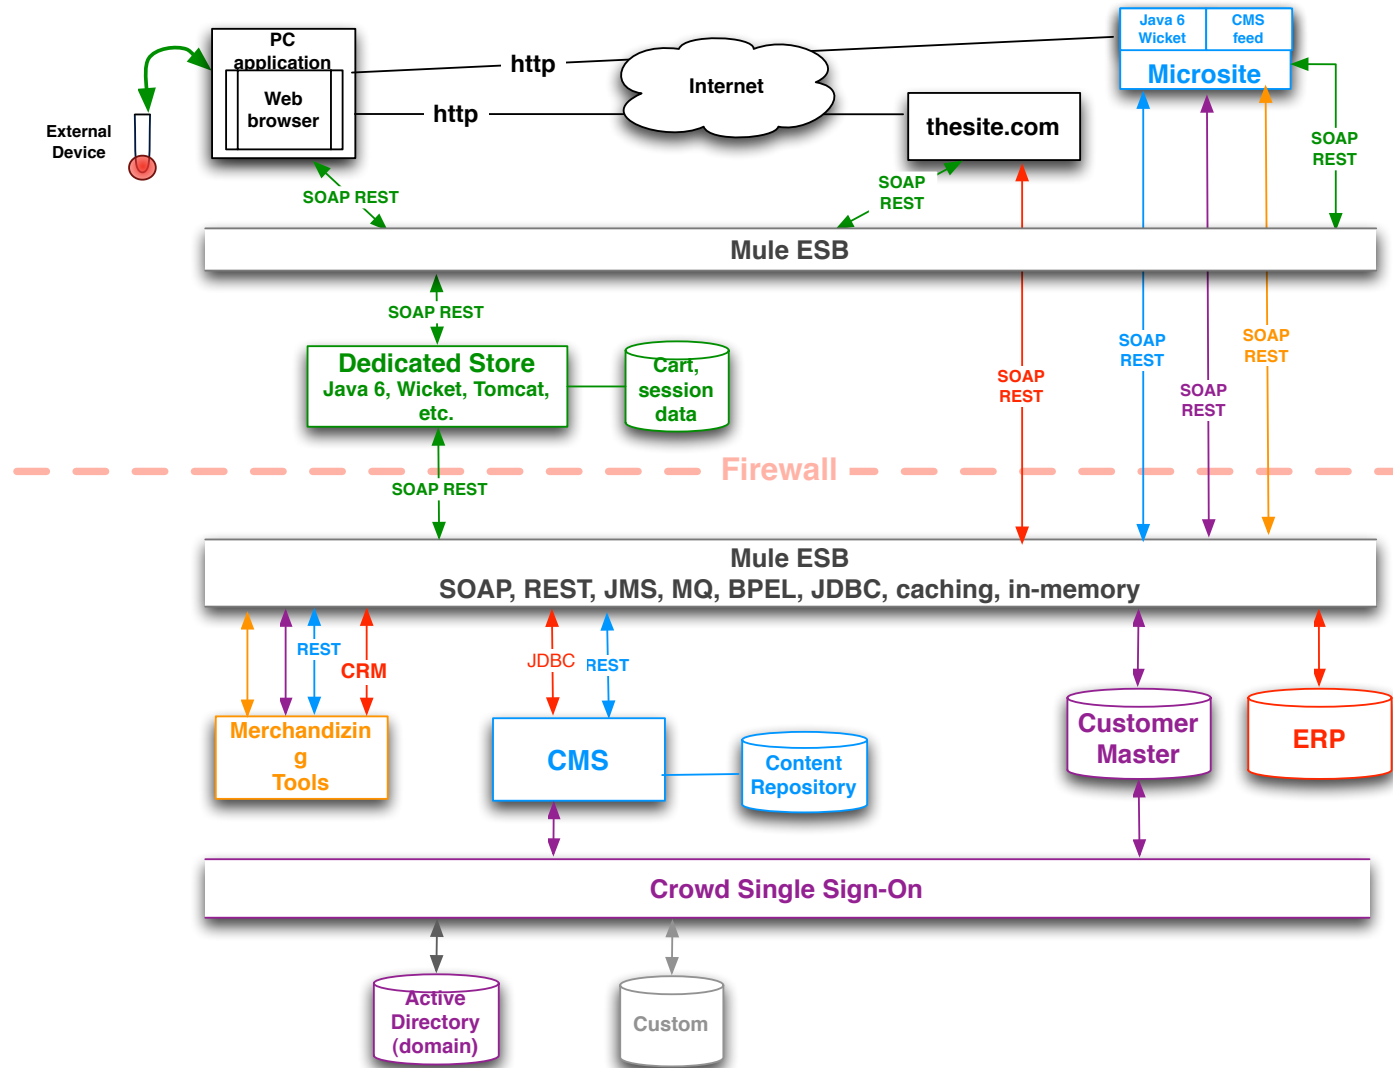 PC
application
Web
browser
External
Device
http
http
Internet
Java 6
Wicket
CMS
feed
Microsite
thesite.com
SOAP REST
SOAP
REST
SOAP
REST
Mule ESB
SOAP REST
Dedicated Store
Java 6, Wicket, Tomcat,
etc.
Cart,
session
data
SOAP
REST
SOAP
REST
SOAP
REST
SOAP
REST
Firewall
SOAP REST
Mule ESB
SOAP, REST, JMS, MQ, BPEL, JDBC, caching, in-memory
REST
CRM
JDBC
REST
Merchandizin
g
Tools
CMS
Content
Repository
Customer
Master
ERP
Crowd Single Sign-On
Active
Directory
(domain)
Custom